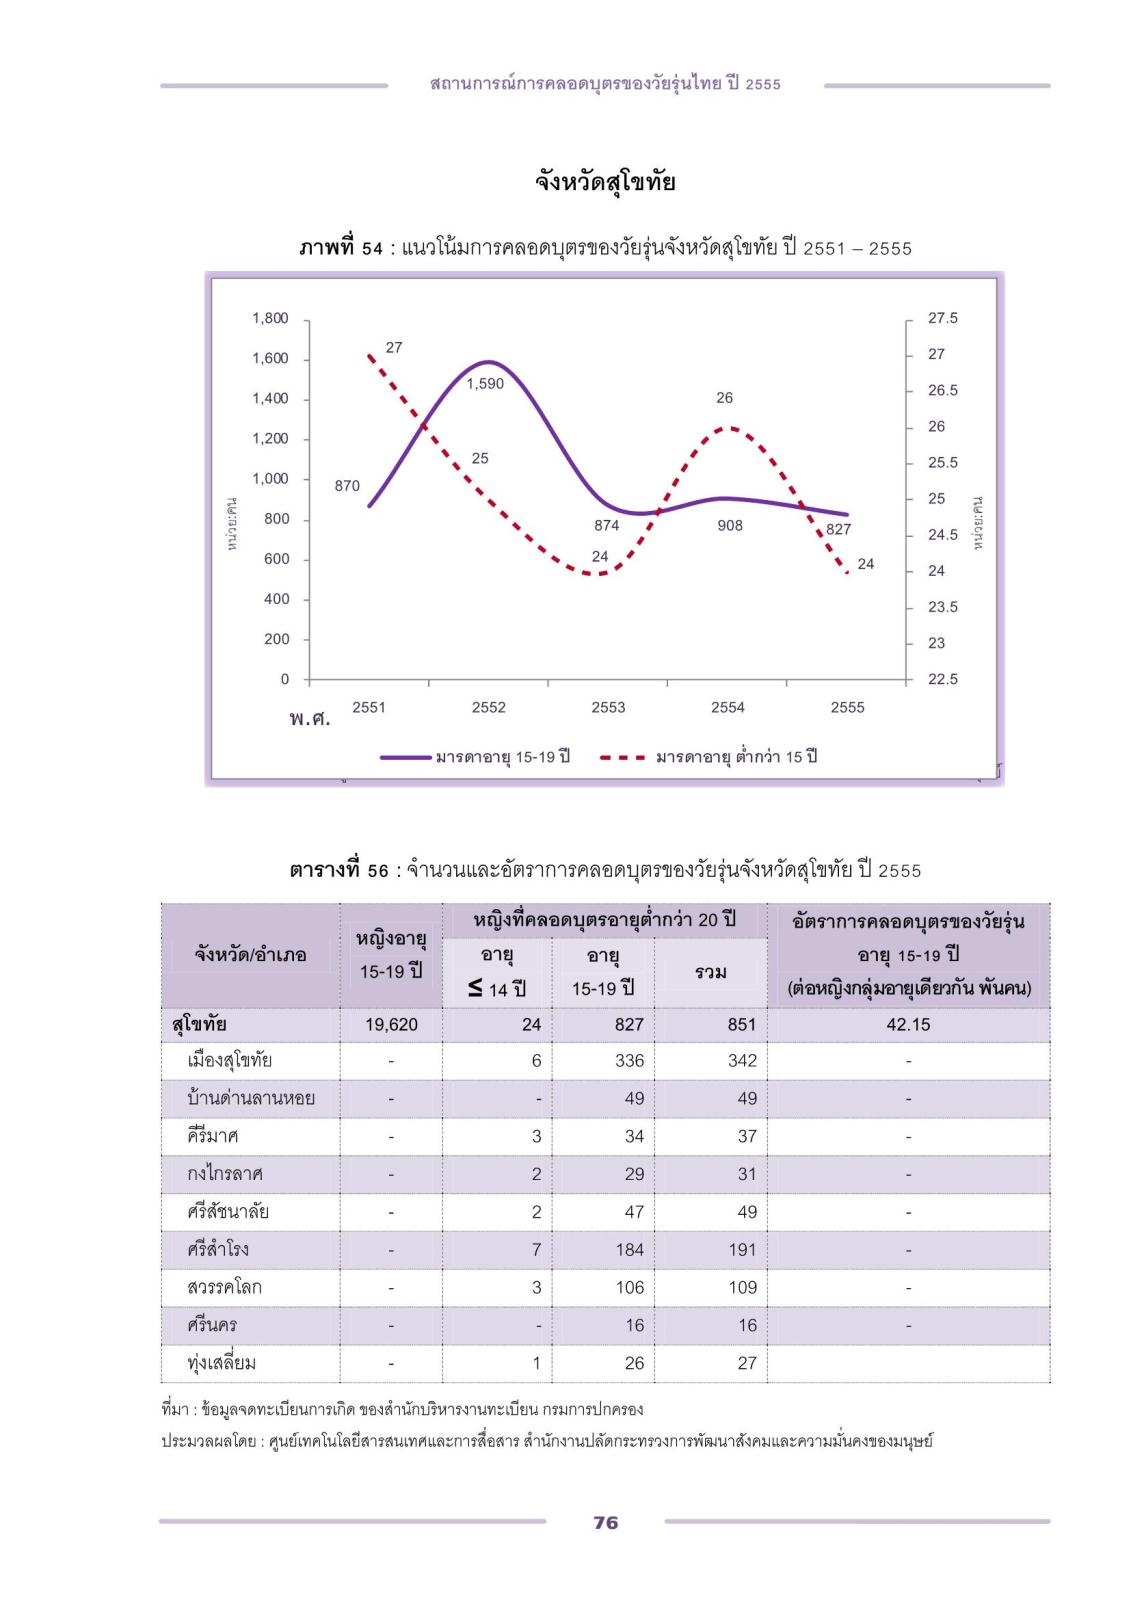 สถานการณ์การคลอดบุตรของวัยรุ่นไทย ปี 2555
จังหวัดสุโขทัย
ภาพที่ 54 : แนวโน้มการคลอดบุตรของวัยรุ่นจังหวัดสุโขทัย ปี 2551 – 2555
1,800
1,600
1,400
1,200
1,000
800
600
400
200
0
หน่วย:คน
27.5
27
26.5
26
25.5
25
24.5
24
23.5
23
22.5
หน่วย:คน
870
1,590
874
908
827
27
25
24
26
24
พ.ศ.
2551 2552 2553 2554 2555
มารดาอายุ 15-19 ปี มารดาอายุ ต่ำกว่า 15 ปี
ตารางที่ 56 : จำนวนและอัตราการคลอดบุตรของวัยรุ่นจังหวัดสุโขทัย ปี 2555
จังหวัด/อำเภอ
หญิงอายุ
15-19 ปี
หญิงที่คลอดบุตรอายุต่ำกว่า 20 ปี
อายุ
≤ 14 ปี
อายุ
15-19 ปี
รวม
อัตราการคลอดบุตรของวัยรุ่น
อายุ 15-19 ปี
(ต่อหญิงกลุ่มอายุเดียวกัน พันคน)
สุโขทัย 19,620 24 827 851 42.15
เมืองสุโขทัย - 6 336 342 -
บ้านด่านลานหอย - - 49 49 -
คีรีมาศ - 3 34 37 -
กงไกรลาศ - 2 29 31 -
ศรีสัชนาลัย - 2 47 49 -
ศรีสำโรง - 7 184 191 -
สวรรคโลก - 3 106 109 -
ศรีนคร - - 16 16 -
ทุ่งเสลี่ยม - 1 26 27
ที่มา : ข้อมูลจดทะเบียนการเกิด ของสำนักบริหารงานทะเบียน กรมการปกครอง
ประมวลผลโดย : ศูนย์เทคโนโลยีสารสนเทศและการสื่อสาร สำนักงานปลัดกระทรวงการพัฒนาสังคมและความมั่นคงของมนุษย์
76